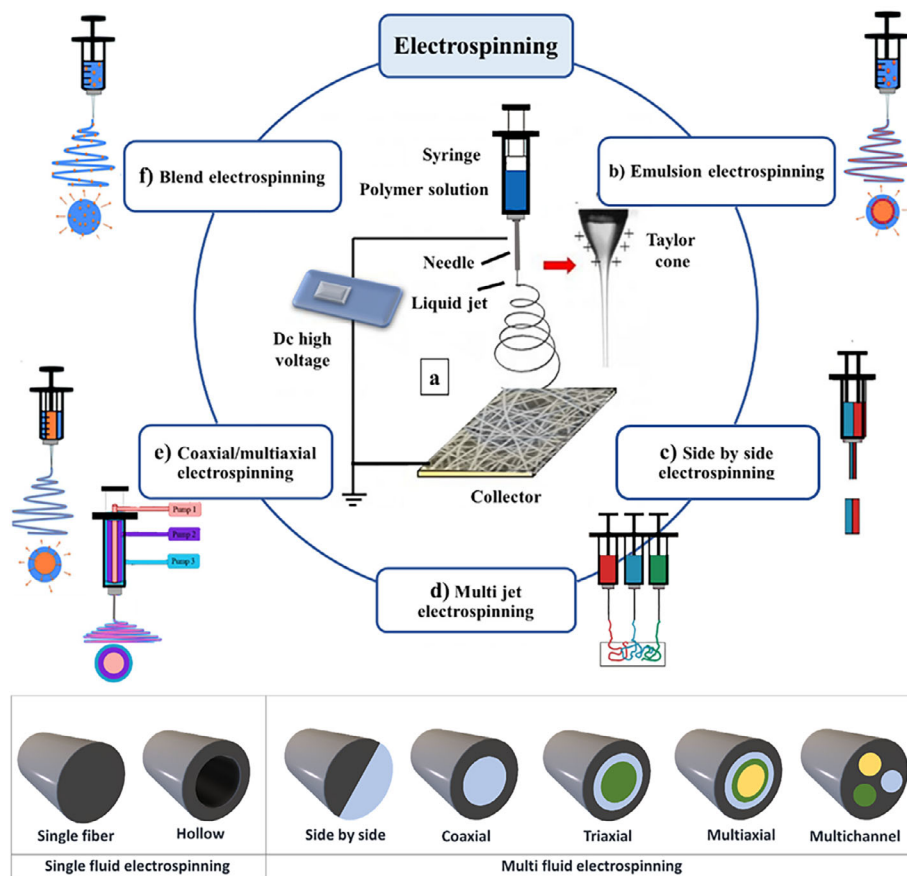 Electrospinning
f) Blend electrospinning
b) Emulsion electrospinning
Syringe
Polymer solution
Needle
Liquid jet
Taylor
cone
Dc high
voltage
a
Collector
e) Coaxial/multiaxial
electrospinning
Pump 1
Pump 2
Pump 3
c) Side by side
electrospinning
d) Multi jet
electrospinning
Single fiber
Hollow
Side by side
Coaxial
Triaxial
Multiaxial
Multichannel
Single fluid electrospinning
Multi fluid electrospinning